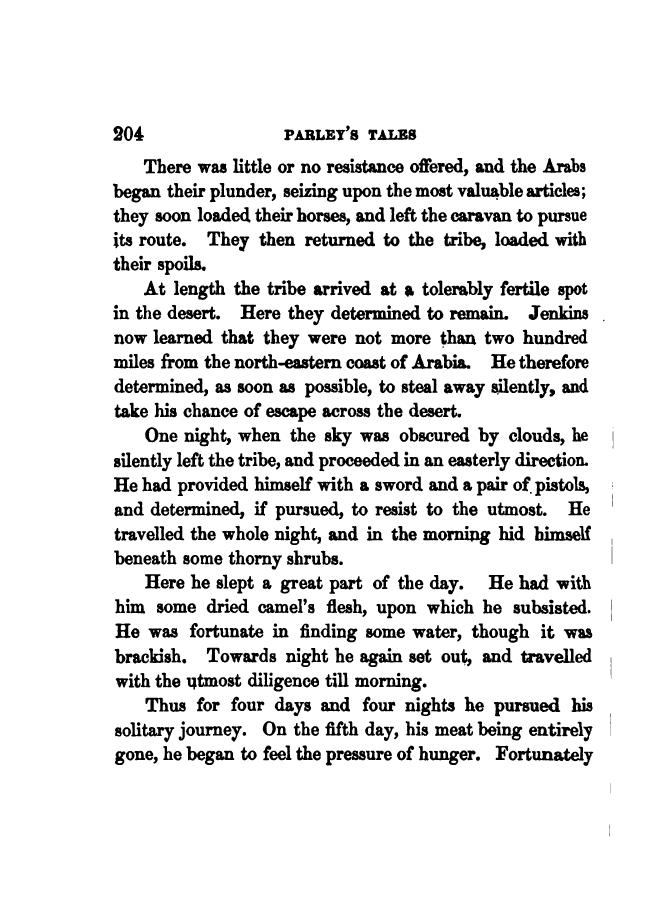 204 PARLEY'S TALES
There was little or no resistance offered, and the Arabs
began their plunder, seizing upon the most valuable articles;
they soon loaded their horses, and left the caravan to pursue
its route. They then returned to the tribe, loaded with
their spoils.
At length the tribe arrived at a tolerably fertile spot
in the desert. Here they determined to remain. Jenkins
now learned that they were not more than two hundred
miles from the north-eastern coast of Arabia. He therefore
determined, as soon as possible, to steal away silently, and
take his chance of escape across the desert.
One night, when the sky was obscured by clouds, he
silently left the tribe, and proceeded in an easterly direction.
He had provided himself with a sword and a pair of pistols,
and determined, if pursued, to resist to the utmost. He
travelled the whole night, and in the morning hid himself
beneath some thorny shrubs.
Here he slept a great part of the day. He had with
him some dried camel's flesh, upon which he subsisted.
He was fortunate in finding some water, though it was
brackish. Towards night he again set out, and travelled
with the utmost diligence till morning.
Thus for four days and four nights he pursued his
solitary journey. On the fifth day, his meat being entirely
gone, he began to feel the pressure of hunger. Fortunately